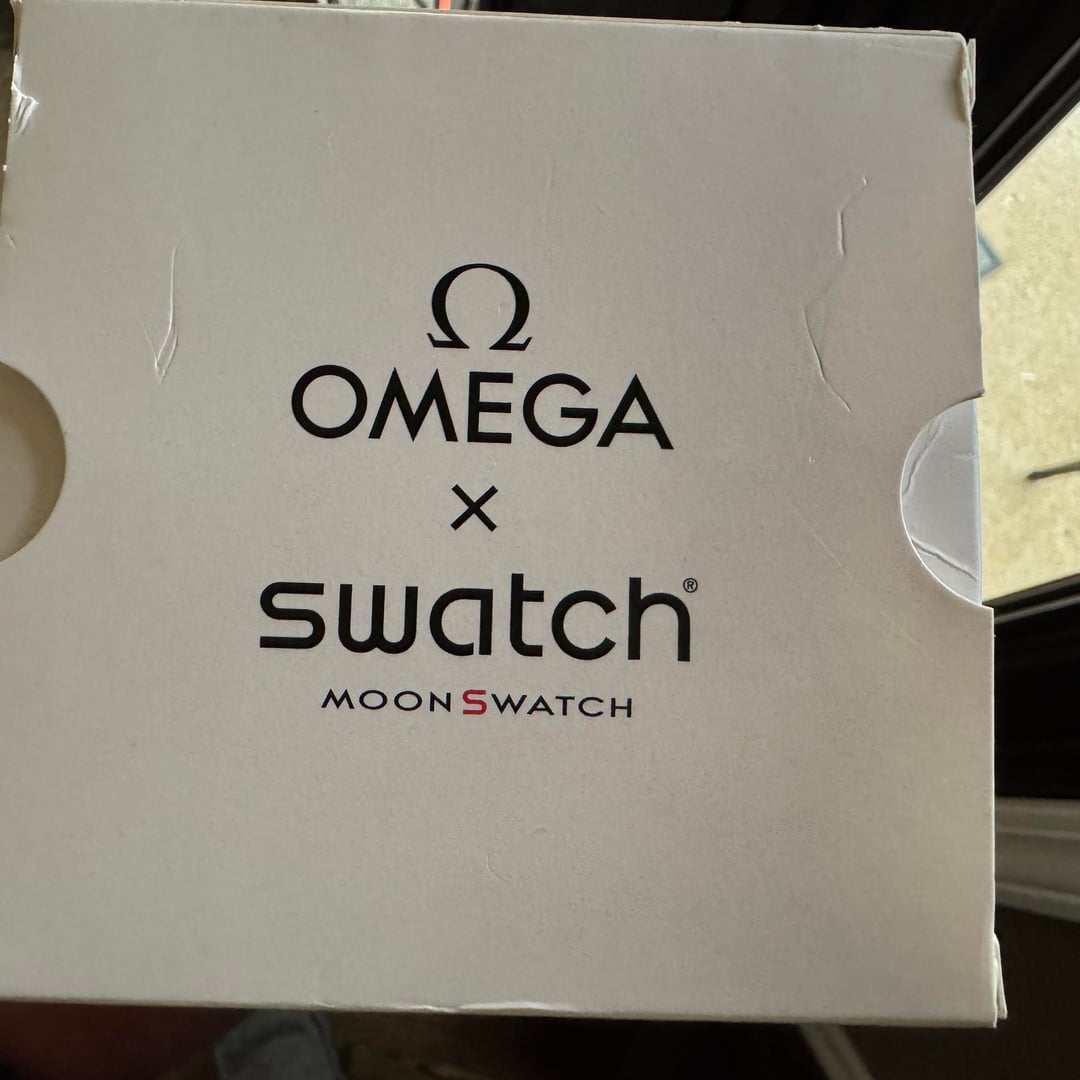 Ω
OMEGA
×
swatch®
MOONSWATCH